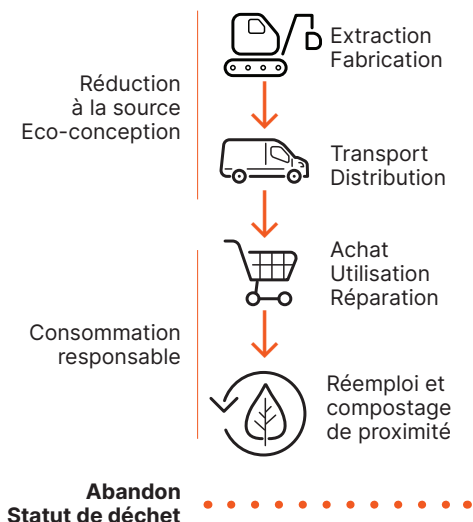 Extraction
Fabrication
Réduction
à la source
Eco-conception
Transport
Distribution
Achat
Utilisation
Réparation
Consommation
responsable
Réemploi et
compostage
de proximité
Abandon
Statut de déchet